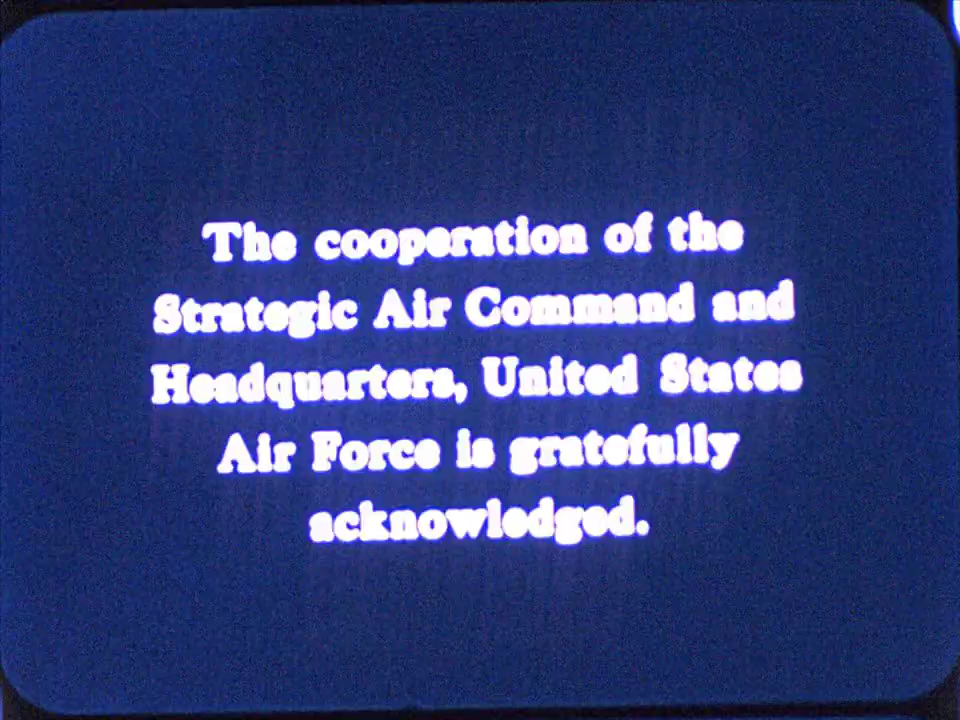 The cooperation of the
Strategic Air Command and
Headquarters, United States
Air Force is gratefully
acknowledged.